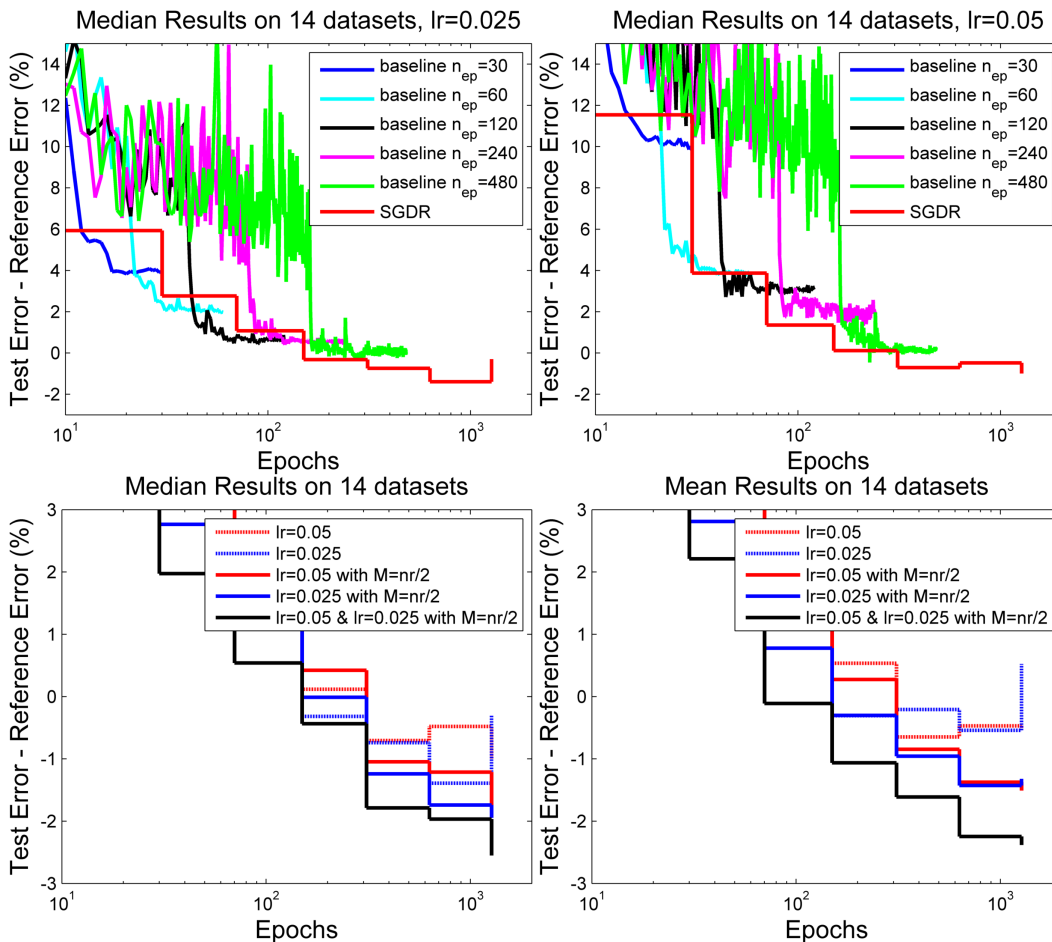 Median Results on 14 datasets, lr=0.025
Test Error - Reference Error (%)
14
12
10
8
6
4
2
0
-2
baseline n_ep=30
baseline n_ep=60
baseline n_ep=120
baseline n_ep=240
baseline n_ep=480
SGDR
10^1
10^2
10^3
Epochs
Median Results on 14 datasets, lr=0.05
Test Error - Reference Error (%)
14
12
10
8
6
4
2
0
-2
baseline n_ep=30
baseline n_ep=60
baseline n_ep=120
baseline n_ep=240
baseline n_ep=480
SGDR
10^1
10^2
10^3
Epochs
Median Results on 14 datasets
Test Error - Reference Error (%)
3
2
1
0
-1
-2
-3
lr=0.05
lr=0.025
lr=0.05 with M=nr/2
lr=0.025 with M=nr/2
lr=0.05 & lr=0.025 with M=nr/2
10^1
10^2
10^3
Epochs
Mean Results on 14 datasets
Test Error - Reference Error (%)
3
2
1
0
-1
-2
-3
lr=0.05
lr=0.025
lr=0.05 with M=nr/2
lr=0.025 with M=nr/2
lr=0.05 & lr=0.025 with M=nr/2
10^1
10^2
10^3
Epochs